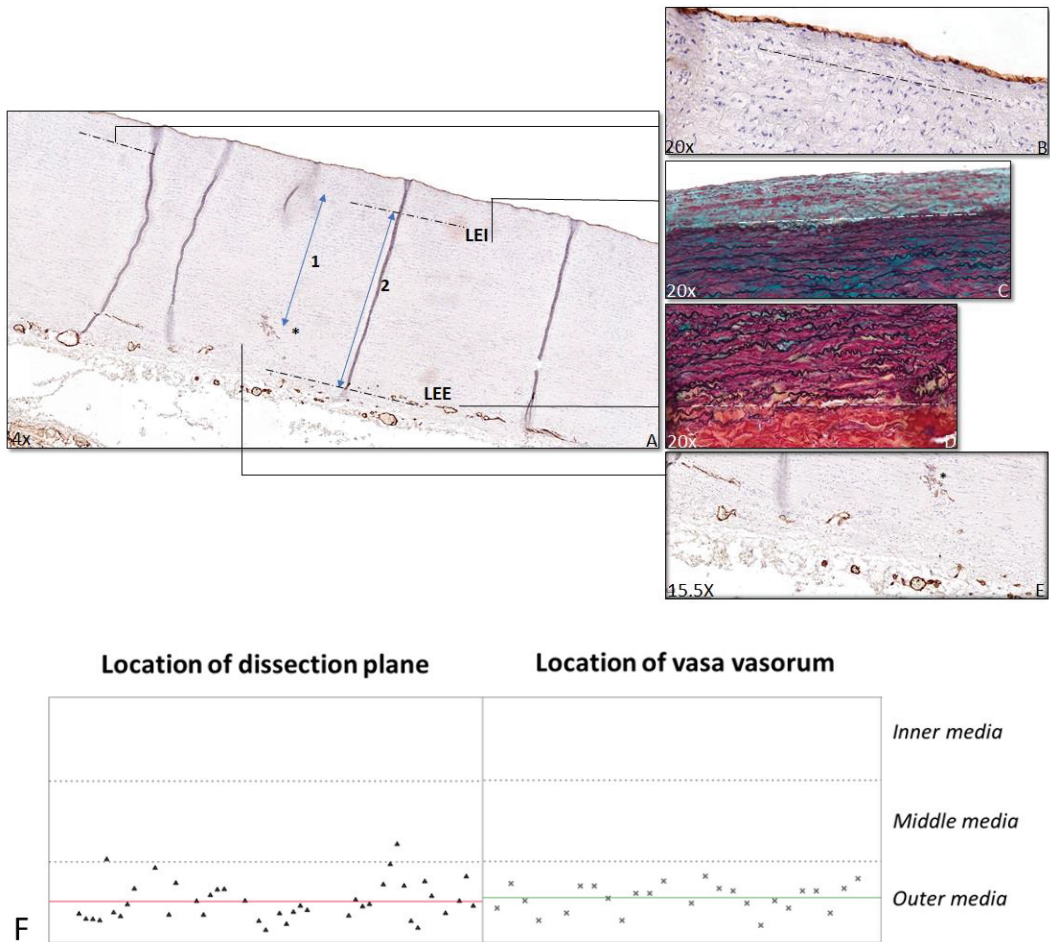 20x
B
LEI
1
2
*
LEE
4x
A
20x
C
20x
D
*
15.5X
E
Location of dissection plane
Location of vasa vasorum
Inner media
Middle media
Outer media
F